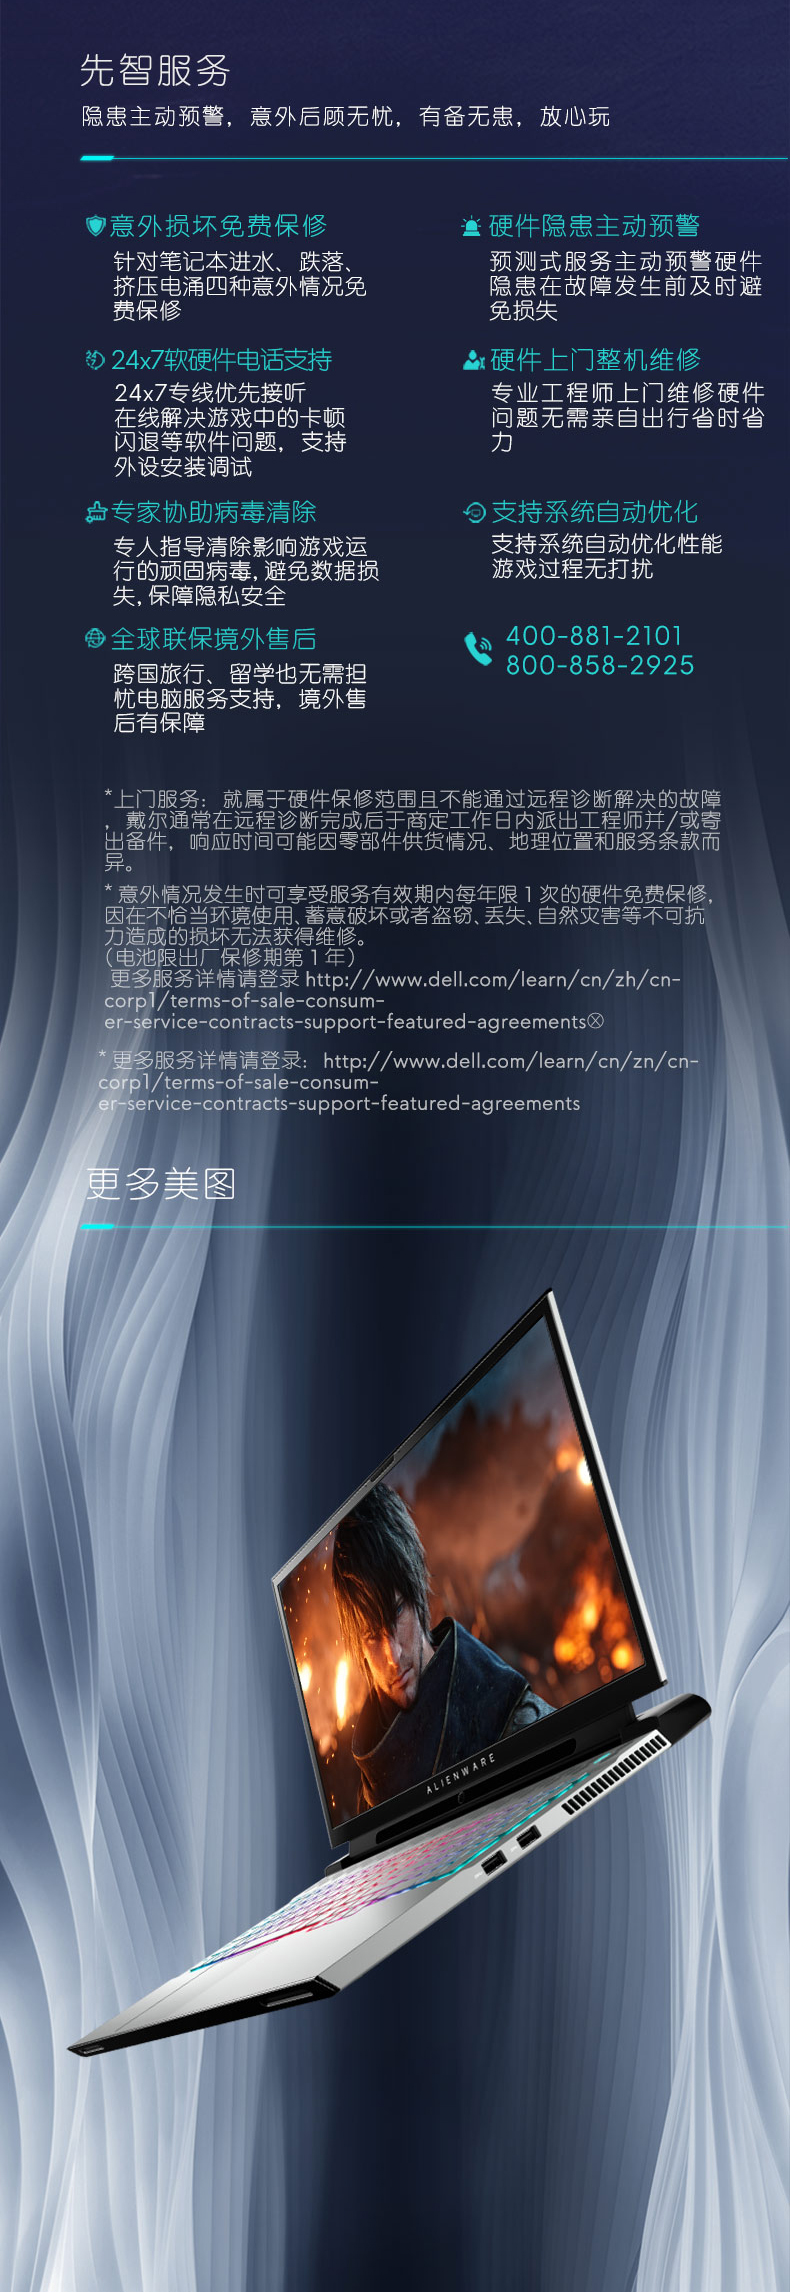 先智服务
隐患主动预警，意外后顾无忧，有备无患，放心玩
意外损坏免费保修
针对笔记本进水、跌落、
挤压电涌四种意外情况免
费保修
硬件隐患主动预警
预测式服务主动预警硬件
隐患在故障发生前及时避
免损失
24x7软硬件电话支持
24x7专线优先接听
在线解决游戏中的卡顿
闪退等软件问题，支持
外设安装调试
硬件上门整机维修
专业工程师上门维修硬件
问题无需亲自出行省时省
力
专家协助病毒清除
专人指导清除影响游戏运
行的顽固病毒,避免数据损
失,保障隐私安全
支持系统自动优化
支持系统自动优化性能
游戏过程无打扰
全球联保境外售后
跨国旅行、留学也无需担
忧电脑服务支持，境外售
后有保障
400-881-2101
800-858-2925
*上门服务：就属于硬件保修范围且不能通过远程诊断解决的故障
，戴尔通常在远程诊断完成后于商定工作日内派出工程师并/或寄
出备件，响应时间可能因零部件供货情况、地理位置和服务条款而
异。
* 意外情况发生时可享受服务有效期内每年限 1 次的硬件免费保修,
因在不恰当环境使用、蓄意破坏或者盗窃、丢失、自然灾害等不可抗
力造成的损坏无法获得维修。
（电池限出厂保修期第 1 年）
更多服务详情请登录 http://www.dell.com/learn/cn/zh/cn-
corp1/terms-of-sale-consum-
er-service-contracts-support-featured-agreements⊗
* 更多服务详情请登录：http://www.dell.com/learn/cn/zn/cn-
corp1/terms-of-sale-consum-
er-service-contracts-support-featured-agreements
更多美图
ALIENWARE